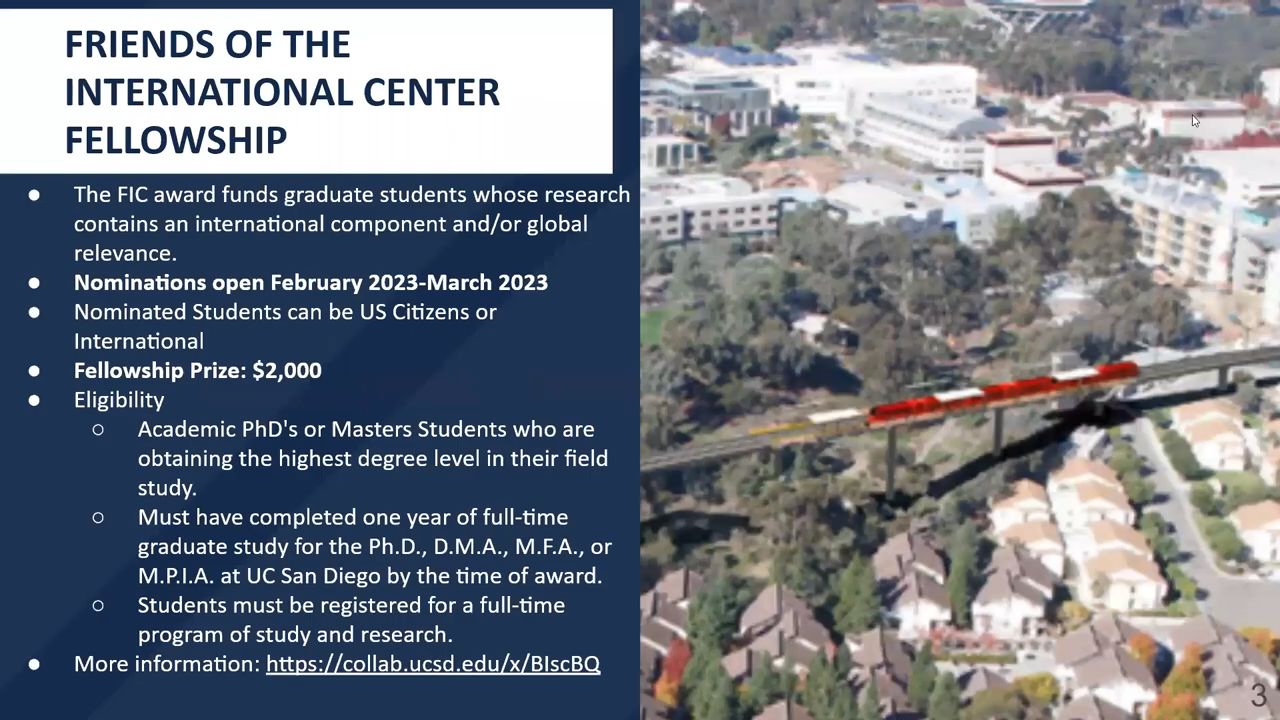 FRIENDS OF THE
INTERNATIONAL CENTER
FELLOWSHIP
● The FIC award funds graduate students whose research
contains an international component and/or global
relevance.
● Nominations open February 2023-March 2023
● Nominated Students can be US Citizens or
International
● Fellowship Prize: $2,000
● Eligibility
○ Academic PhD's or Masters Students who are
obtaining the highest degree level in their field
study.
○ Must have completed one year of full-time
graduate study for the Ph.D., D.M.A., M.F.A., or
M.P.I.A. at UC San Diego by the time of award.
○ Students must be registered for a full-time
program of study and research.
● More information: https://collab.ucsd.edu/x/BIscBQ
3